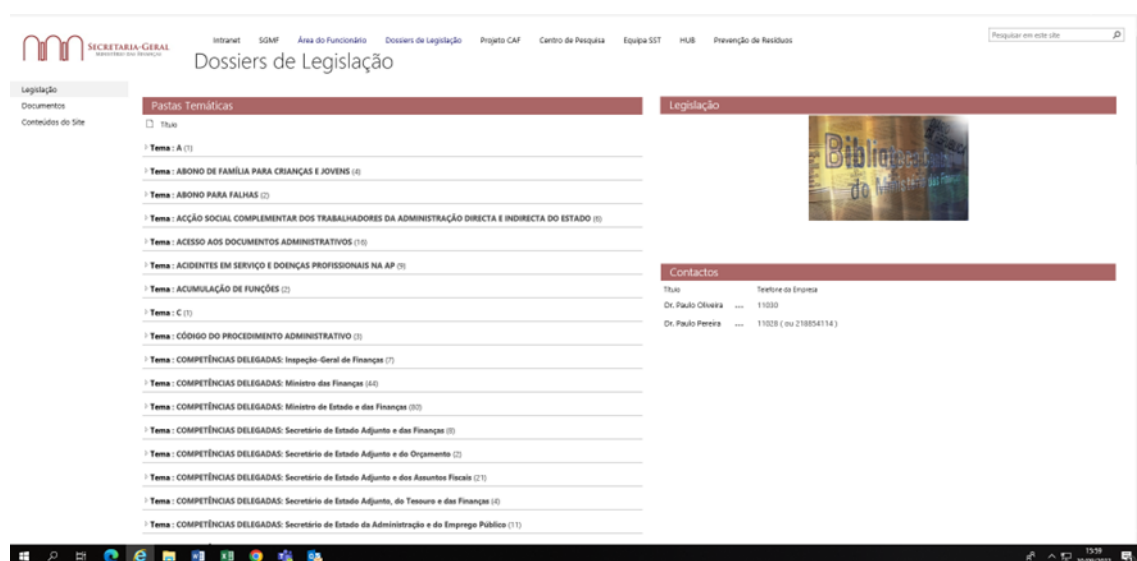 SECRETARIA-GERAL
MINISTÉRIO DAS FINANÇAS
Intranet SGMF Área do Funcionário Dossiers de Legislação Projeto CAF Centro de Pesquisa Equipa SST HUB Prevenção de Resíduos
Pesquisar em este site
Dossiers de Legislação
Legislação
Documentos
Conteúdos do Site
Pastas Temáticas
Título
Tema : A (1)
Tema : ABONO DE FAMÍLIA PARA CRIANÇAS E JOVENS (4)
Tema : ABONO PARA FALHAS (2)
Tema : ACÇÃO SOCIAL COMPLEMENTAR DOS TRABALHADORES DA ADMINISTRAÇÃO DIRECTA E INDIRECTA DO ESTADO (6)
Tema : ACESSO AOS DOCUMENTOS ADMINISTRATIVOS (16)
Tema : ACIDENTES EM SERVIÇO E DOENÇAS PROFISSIONAIS NA AP (9)
Tema : ACUMULAÇÃO DE FUNÇÕES (2)
Tema : C (1)
Tema : CÓDIGO DO PROCEDIMENTO ADMINISTRATIVO (3)
Tema : COMPETÊNCIAS DELEGADAS: Inspeção-Geral de Finanças (7)
Tema : COMPETÊNCIAS DELEGADAS: Ministro das Finanças (44)
Tema : COMPETÊNCIAS DELEGADAS: Ministro de Estado e das Finanças (80)
Tema : COMPETÊNCIAS DELEGADAS: Secretário de Estado Adjunto e das Finanças (9)
Tema : COMPETÊNCIAS DELEGADAS: Secretário de Estado Adjunto e do Orçamento (2)
Tema : COMPETÊNCIAS DELEGADAS: Secretário de Estado Adjunto e dos Assuntos Fiscais (21)
Tema : COMPETÊNCIAS DELEGADAS: Secretário de Estado Adjunto, do Tesouro e das Finanças (4)
Tema : COMPETÊNCIAS DELEGADAS: Secretário de Estado da Administração e do Emprego Público (11)
Legislação
Biblioteca
do
Contactos
Título Telefone da Empresa
Dr. Paulo Oliveira ... 11030
Dr. Paulo Pereira ... 11028 ( ou 218854114 )
15:59